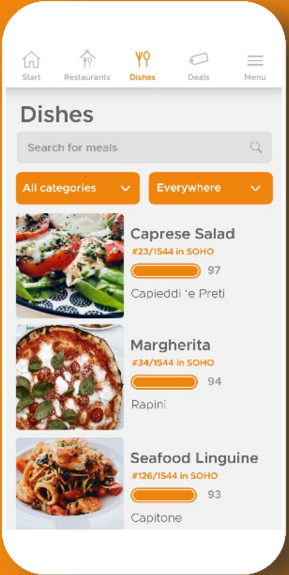 Start
Restaurants
Dishes
Deals
Menu
Dishes
Search for meals
All categories
Everywhere
Caprese Salad
#23/1544 in SOHO
97
Capieddi 'e Preti
Margherita
#34/1544 in SOHO
94
Rapini
Seafood Linguine
#126/1544 in SOHO
93
Capitone